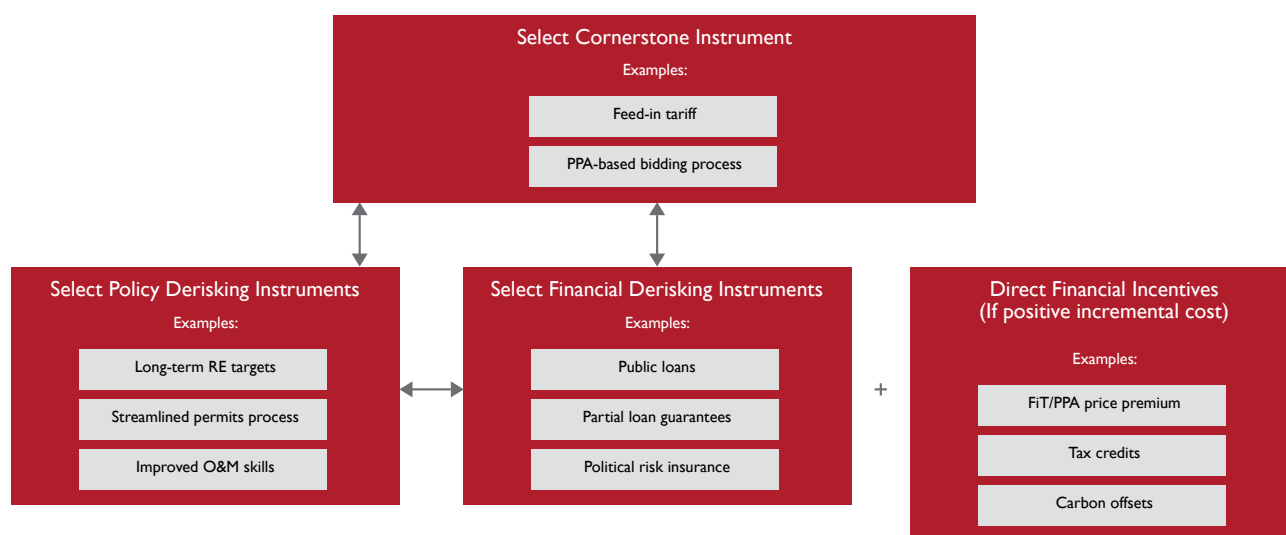 Select Cornerstone Instrument
Examples:
Feed-in tariff
PPA-based bidding process
Select Policy Derisking Instruments
Examples:
Long-term RE targets
Streamlined permits process
Improved O&M skills
Select Financial Derisking Instruments
Examples:
Public loans
Partial loan guarantees
Political risk insurance
+
Direct Financial Incentives
(If positive incremental cost)
Examples:
FiT/PPA price premium
Tax credits
Carbon offsets